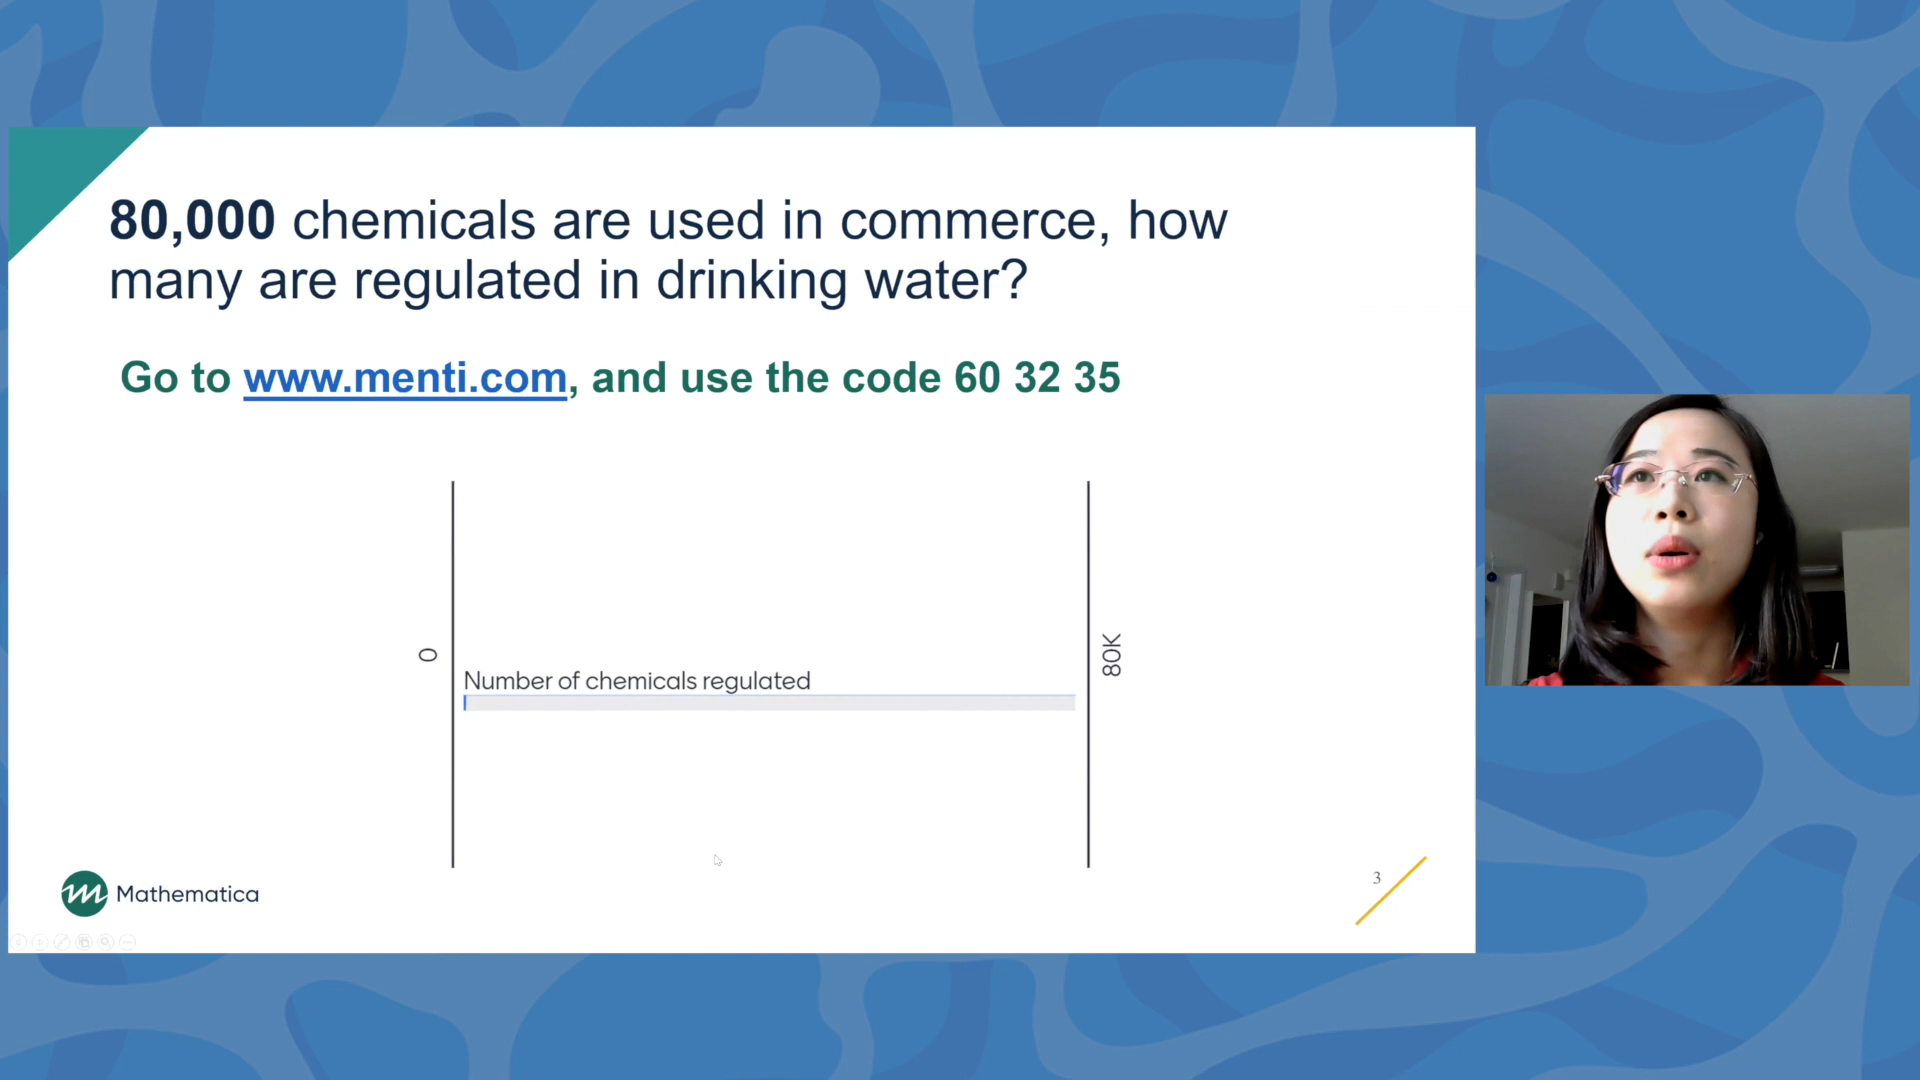 80,000 chemicals are used in commerce, how
many are regulated in drinking water?
Go to www.menti.com, and use the code 60 32 35
0
80K
Number of chemicals regulated
Mathematica
3